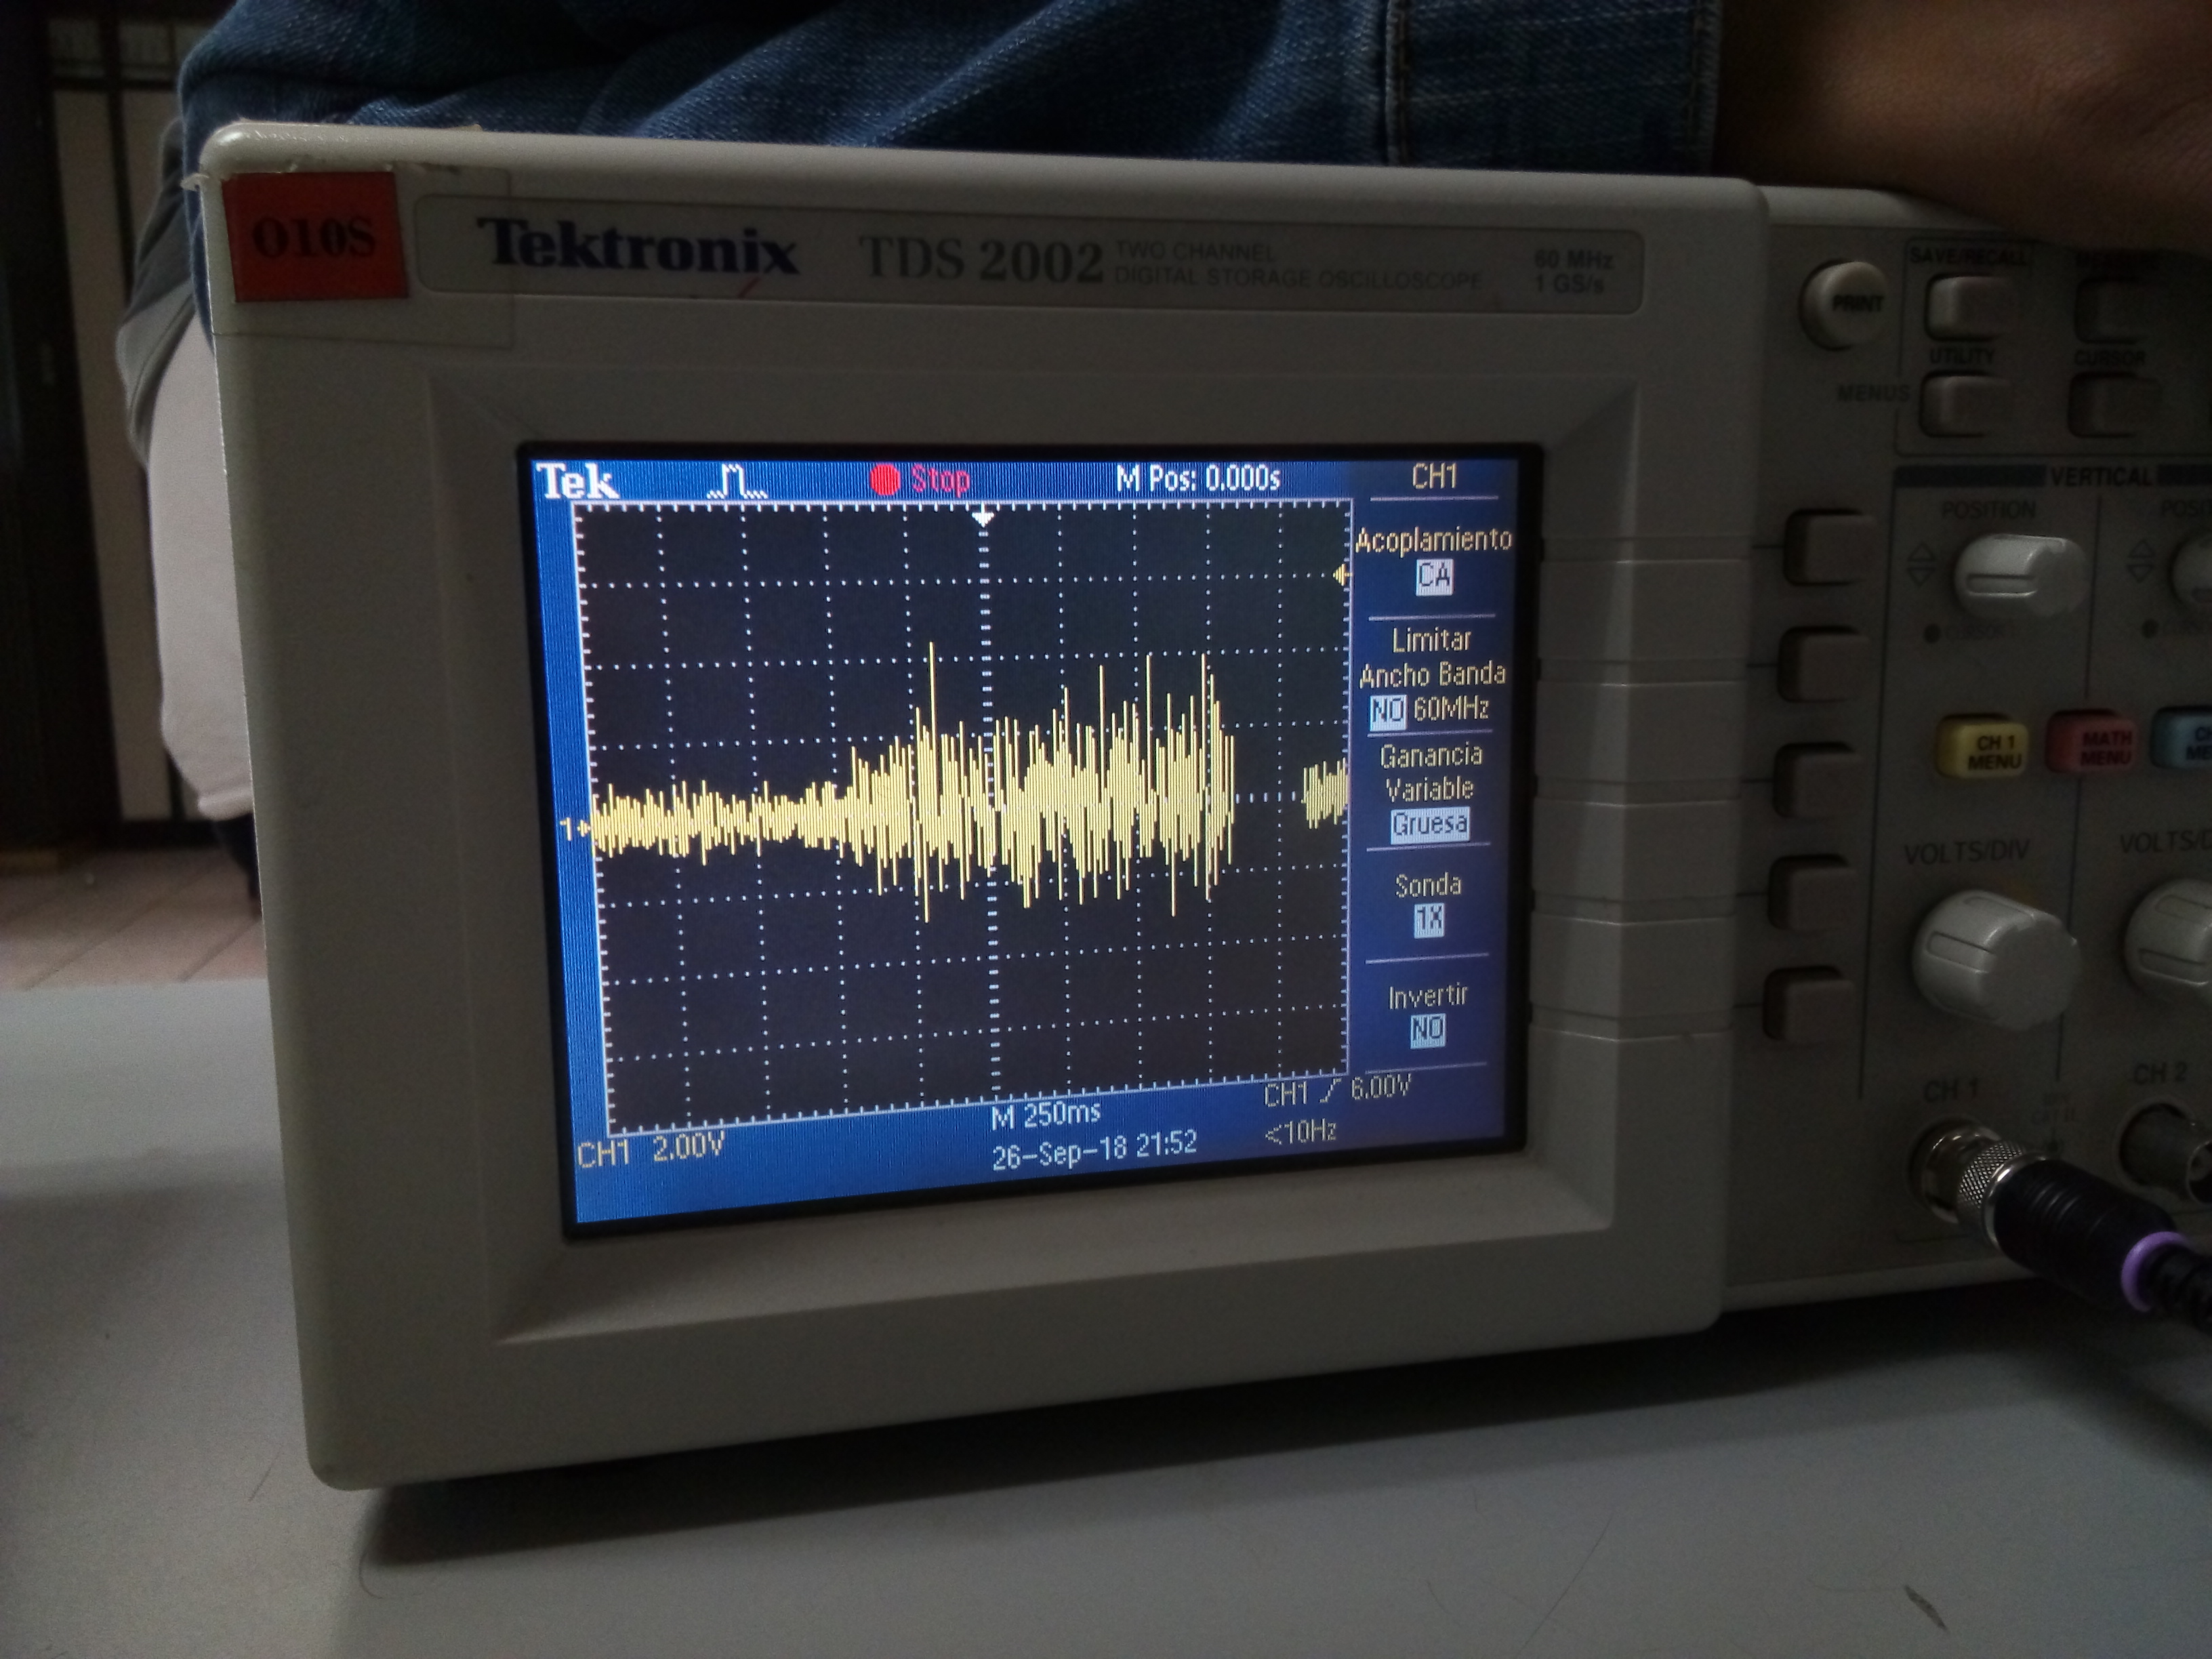 O10S
Tektronix TDS 2002 TWO CHANNEL
DIGITAL STORAGE OSCILLOSCOPE
60 MHz
1 GS/s
PRINT
SAVE/RECALL
UTILITY
CURSOR
MENUS
Tek Stop M Pos: 0.000s CH1
Acoplamiento
CA
Limitar
Ancho Banda
NO 60MHz
Ganancia
Variable
Gruesa
Sonda
1X
Invertir
NO
1
CH1 2.00V
M 250ms
26-Sep-18 21:52
CH1 6.00V
<10Hz
VERTICAL
POSITION
CH 1
MENU
MATH
MENU
VOLTS/DIV
CH 1
CH 2